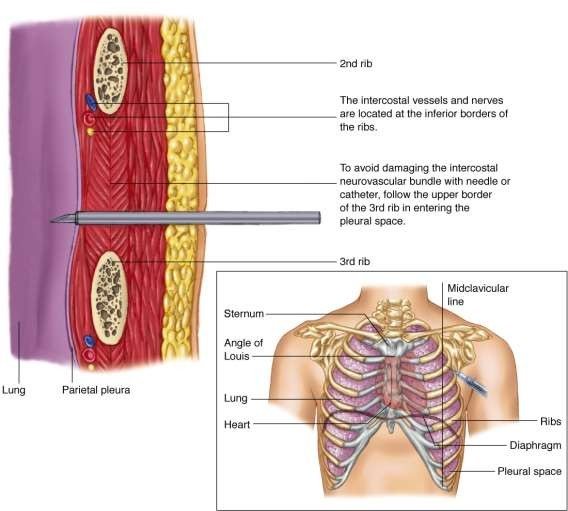 2nd rib
The intercostal vessels and nerves
are located at the inferior borders of
the ribs.
To avoid damaging the intercostal
neurovascular bundle with needle or
catheter, follow the upper border
of the 3rd rib in entering the
pleural space.
3rd rib
Lung
Parietal pleura
Midclavicular
line
Sternum
Angle of
Louis
Lung
Heart
Ribs
Diaphragm
Pleural space